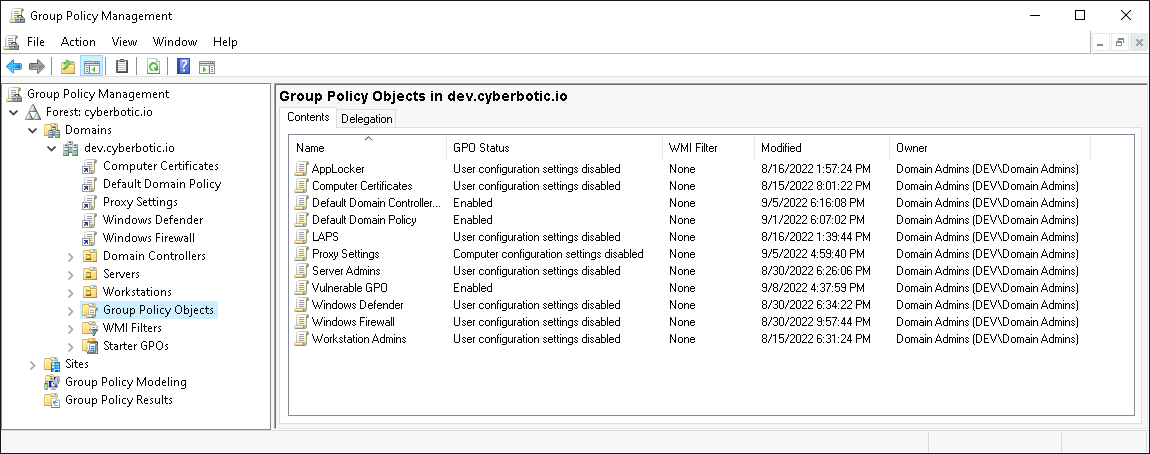 Group Policy Management
File Action View Window Help
Group Policy Management
Forest: cyberbotic.io
Domains
dev.cyberbotic.io
Computer Certificates
Default Domain Policy
Proxy Settings
Windows Defender
Windows Firewall
Domain Controllers
Servers
Workstations
Group Policy Objects
WMI Filters
Starter GPOs
Sites
Group Policy Modeling
Group Policy Results
Group Policy Objects in dev.cyberbotic.io
Contents Delegation
Name GPO Status WMI Filter Modified Owner
AppLocker User configuration settings disabled None 8/16/2022 1:57:24 PM Domain Admins (DEV\Domain Admins)
Computer Certificates User configuration settings disabled None 8/15/2022 8:01:22 PM Domain Admins (DEV\Domain Admins)
Default Domain Controller... Enabled None 9/5/2022 6:16:08 PM Domain Admins (DEV\Domain Admins)
Default Domain Policy Enabled None 9/1/2022 6:07:02 PM Domain Admins (DEV\Domain Admins)
LAPS User configuration settings disabled None 8/16/2022 1:39:44 PM Domain Admins (DEV\Domain Admins)
Proxy Settings Computer configuration settings disabled None 9/5/2022 4:59:40 PM Domain Admins (DEV\Domain Admins)
Server Admins User configuration settings disabled None 8/30/2022 6:26:06 PM Domain Admins (DEV\Domain Admins)
Vulnerable GPO Enabled None 9/8/2022 4:37:59 PM Domain Admins (DEV\Domain Admins)
Windows Defender User configuration settings disabled None 8/30/2022 6:34:22 PM Domain Admins (DEV\Domain Admins)
Windows Firewall User configuration settings disabled None 8/30/2022 9:57:44 PM Domain Admins (DEV\Domain Admins)
Workstation Admins User configuration settings disabled None 8/15/2022 6:31:24 PM Domain Admins (DEV\Domain Admins)